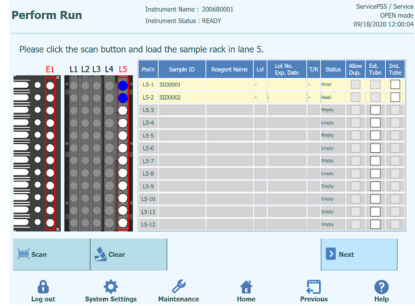 Perform Run
Instrument Name : 2006B0001
Instrument Status : READY
ServicePSS / Service
OPEN mode
09/18/2020 12:00:04
Please click the scan button and load the sample rack in lane 5.
E1 L1 L2 L3 L4 L5
Pos'n Sample ID Reagent Name Lvl Lot No. Exp. Date T/R Status Allow Dup. Ext. Tube 2mL Tube
L5-1 SID0001 - - - Read
L5-2 SID0002 - - - Read
L5-3 Empty
L5-4 Empty
L5-5 Empty
L5-6 Empty
L5-7 Empty
L5-8 Empty
L5-9 Empty
L5-10 Empty
L5-11 Empty
L5-12 Empty
Scan Clear Next
Log out System Settings Maintenance Home Previous Help